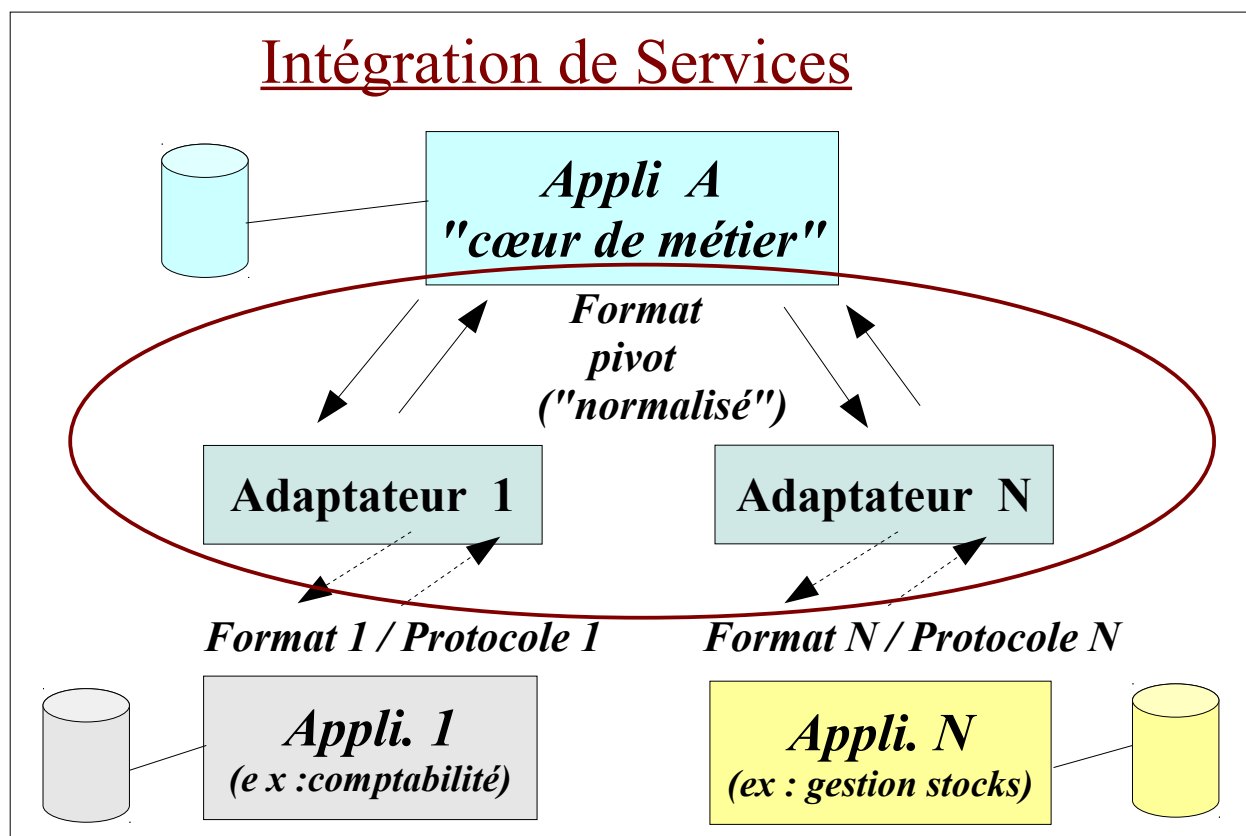 Intégration de Services
Appli A
"cœur de métier"
Format
pivot
("normalisé")
Adaptateur 1
Adaptateur N
Format 1 / Protocole 1
Format N / Protocole N
Appli. 1
(e x :comptabilité)
Appli. N
(ex : gestion stocks)